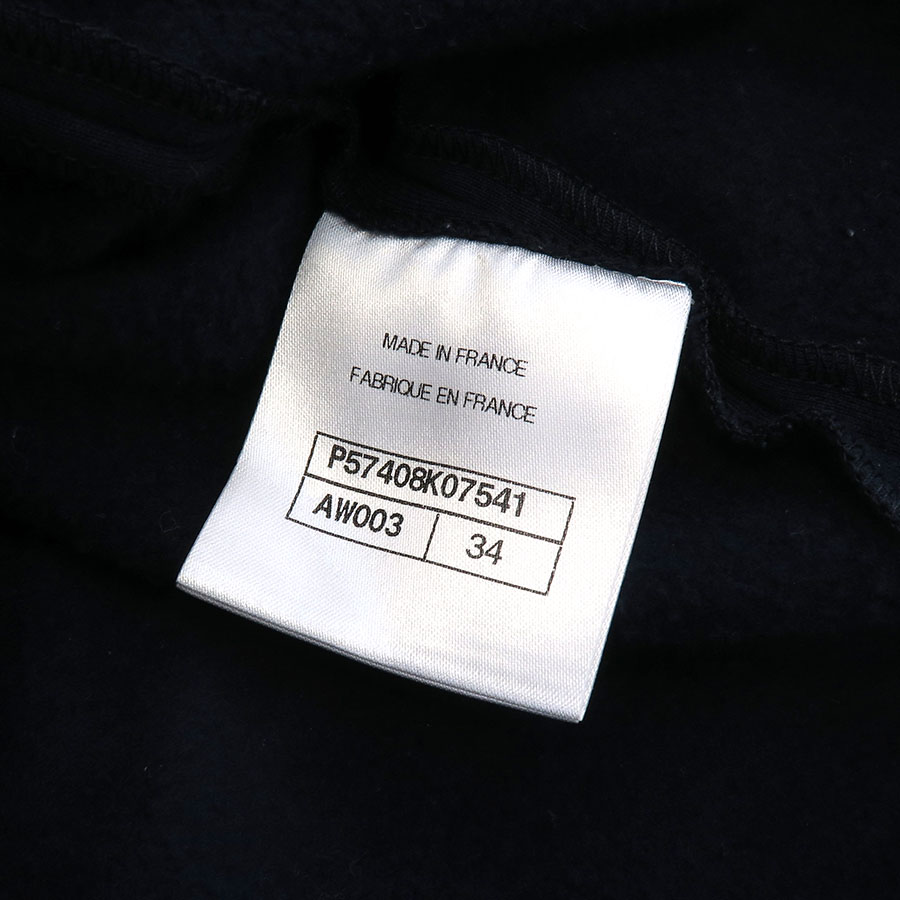 MADE IN FRANCE
FABRIQUE EN FRANCE
P57408K07541
AW003 34